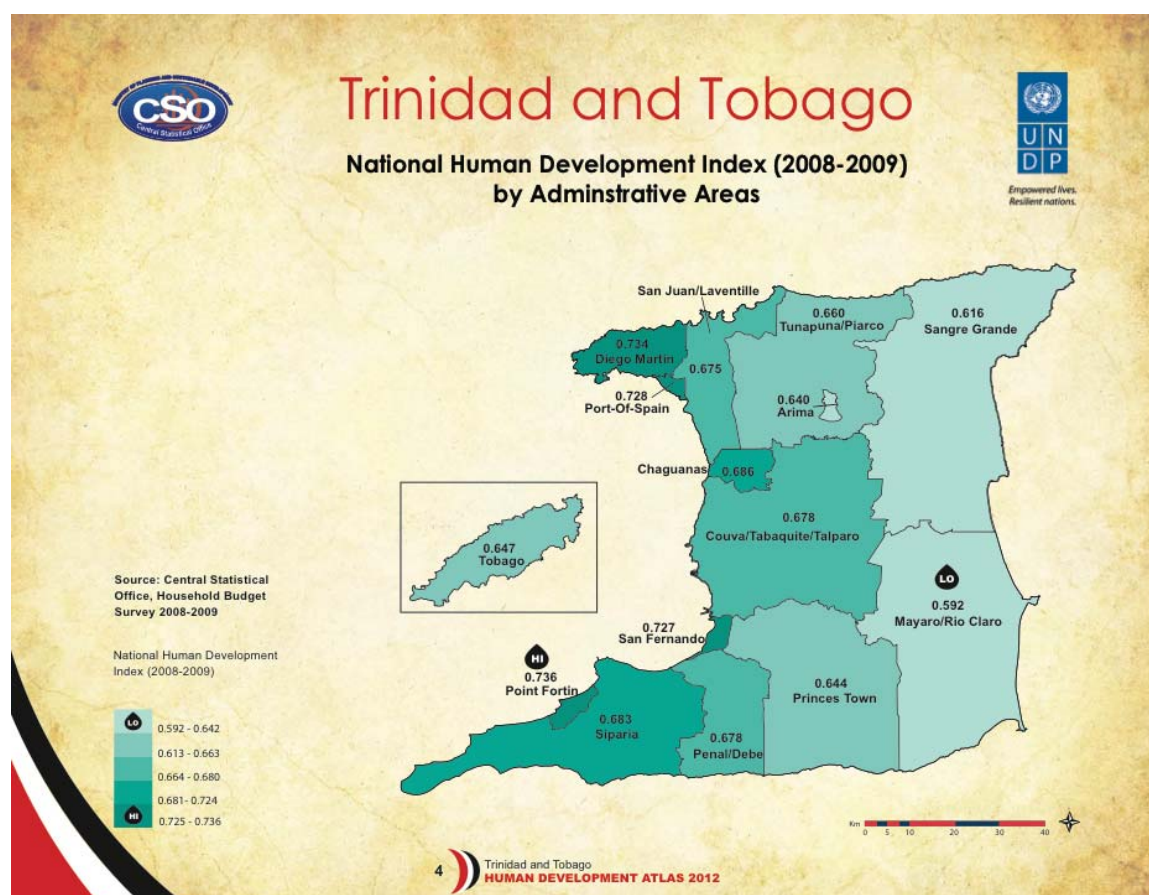 CSO
Central Statistical Office
Trinidad and Tobago
National Human Development Index (2008-2009)
by Adminstrative Areas
U N
D P
Empowered lives.
Resilient nations.
San Juan/Laventille
0.660
Tunapuna/Piarco
0.616
Sangre Grande
0.734
Diego Martin
0.675
0.728
Port-Of-Spain
0.640
Arima
Chaguanas
0.686
0.678
Couva/Tabaquite/Talparo
0.647
Tobago
LO
0.592
Mayaro/Rio Claro
0.727
San Fernando
HI
0.736
Point Fortin
0.644
Princes Town
0.683
Siparia
0.678
Penal/Debe
Source: Central Statistical
Office, Household Budget
Survey 2008-2009
National Human Development
Index (2008-2009)
LO
0.592 - 0.642
0.613 - 0.663
0.664 - 0.680
0.681- 0.724
HI
0.725 - 0.736
Km
0 5 10 20 30 40
4
Trinidad and Tobago
HUMAN DEVELOPMENT ATLAS 2012